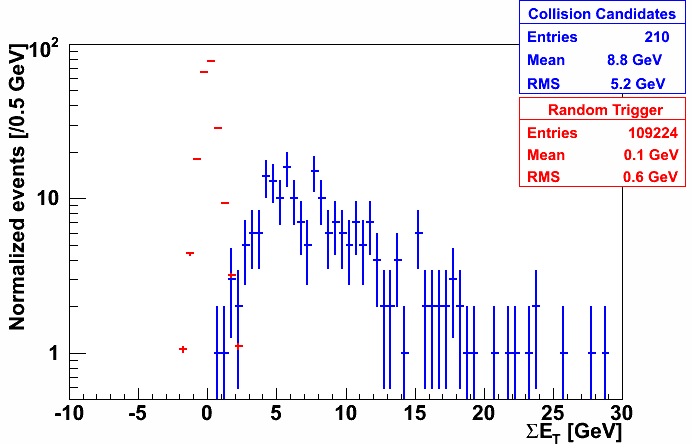 Collision Candidates
Entries 210
Mean 8.8 GeV
RMS 5.2 GeV
Random Trigger
Entries 109224
Mean 0.1 GeV
RMS 0.6 GeV
Normalized events [/0.5 GeV]
10²
10
1
-10 -5 0 5 10 15 20 25 30
ΣE_T [GeV]